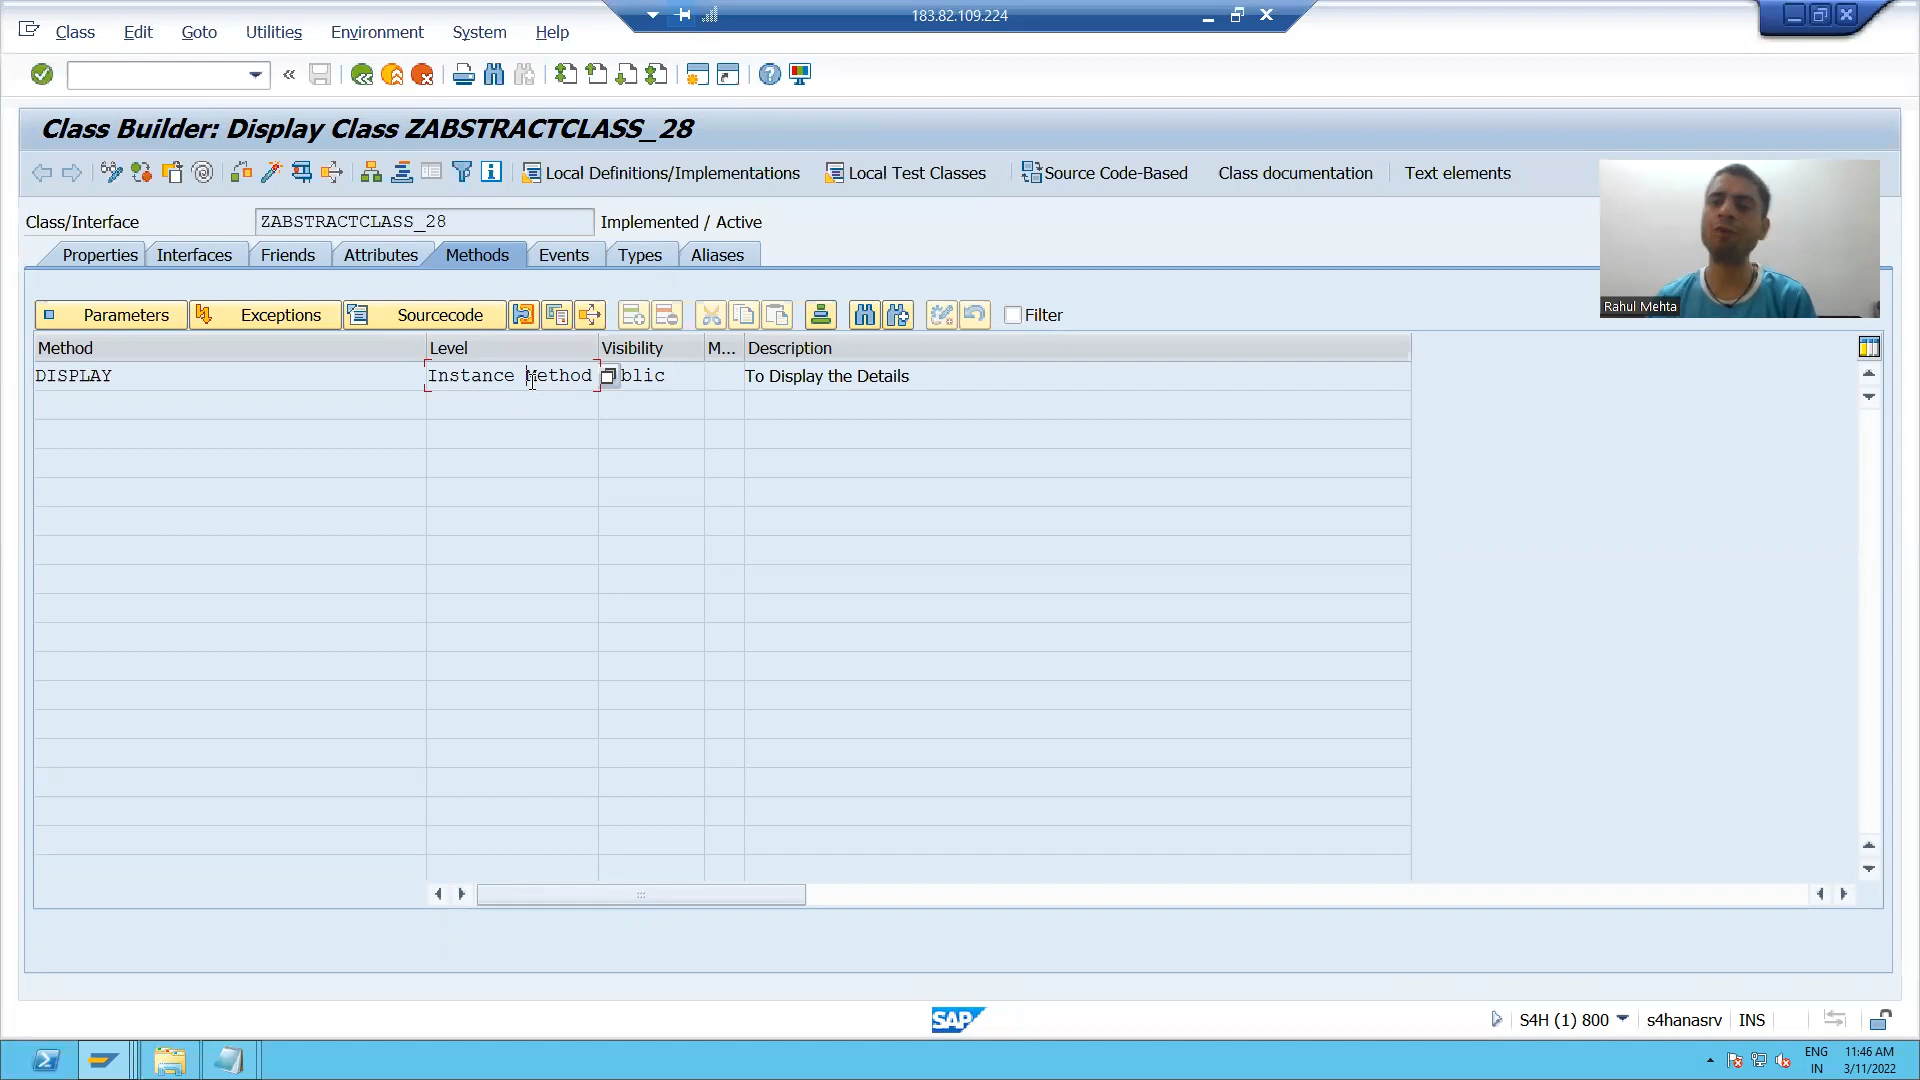 183.82.109.224
Class Edit Goto Utilities Environment System Help
Class Builder: Display Class ZABSTRACTCLASS_28
Local Definitions/Implementations Local Test Classes Source Code-Based Class documentation Text elements
Class/Interface ZABSTRACTCLASS_28 Implemented / Active
Properties Interfaces Friends Attributes Methods Events Types Aliases
Rahul Mehta
Parameters Exceptions Sourcecode Filter
Method Level Visibility M... Description
DISPLAY Instance Method blic To Display the Details
SAP
S4H (1) 800 s4hanasrv INS
ENG 11:46 AM
IN 3/11/2022